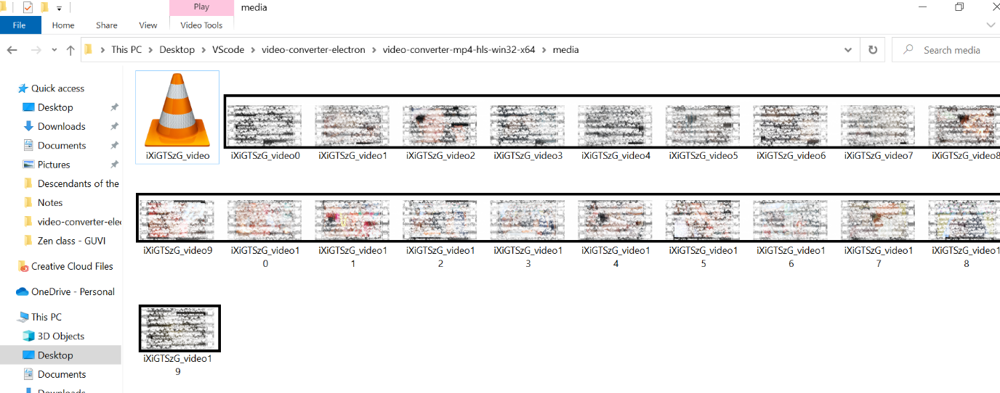 Play media
File Home Share View Video Tools
This PC Desktop VScode video-converter-electron video-converter-mp4-hls-win32-x64 media Search media
Quick access
Desktop
Downloads
Documents
Pictures
Descendants of the
Notes
video-converter-ele
Zen class - GUVI
Creative Cloud Files
OneDrive - Personal
This PC
3D Objects
Desktop
Documents
Downloads
iXiGTSzG_video iXiGTSzG_video0 iXiGTSzG_video1 iXiGTSzG_video2 iXiGTSzG_video3 iXiGTSzG_video4 iXiGTSzG_video5 iXiGTSzG_video6 iXiGTSzG_video7 iXiGTSzG_video8
iXiGTSzG_video9 iXiGTSzG_video1 iXiGTSzG_video1 iXiGTSzG_video1 iXiGTSzG_video1 iXiGTSzG_video1 iXiGTSzG_video1 iXiGTSzG_video1 iXiGTSzG_video1 iXiGTSzG_video1
0 1 2 3 4 5 6 7 8
iXiGTSzG_video1
9